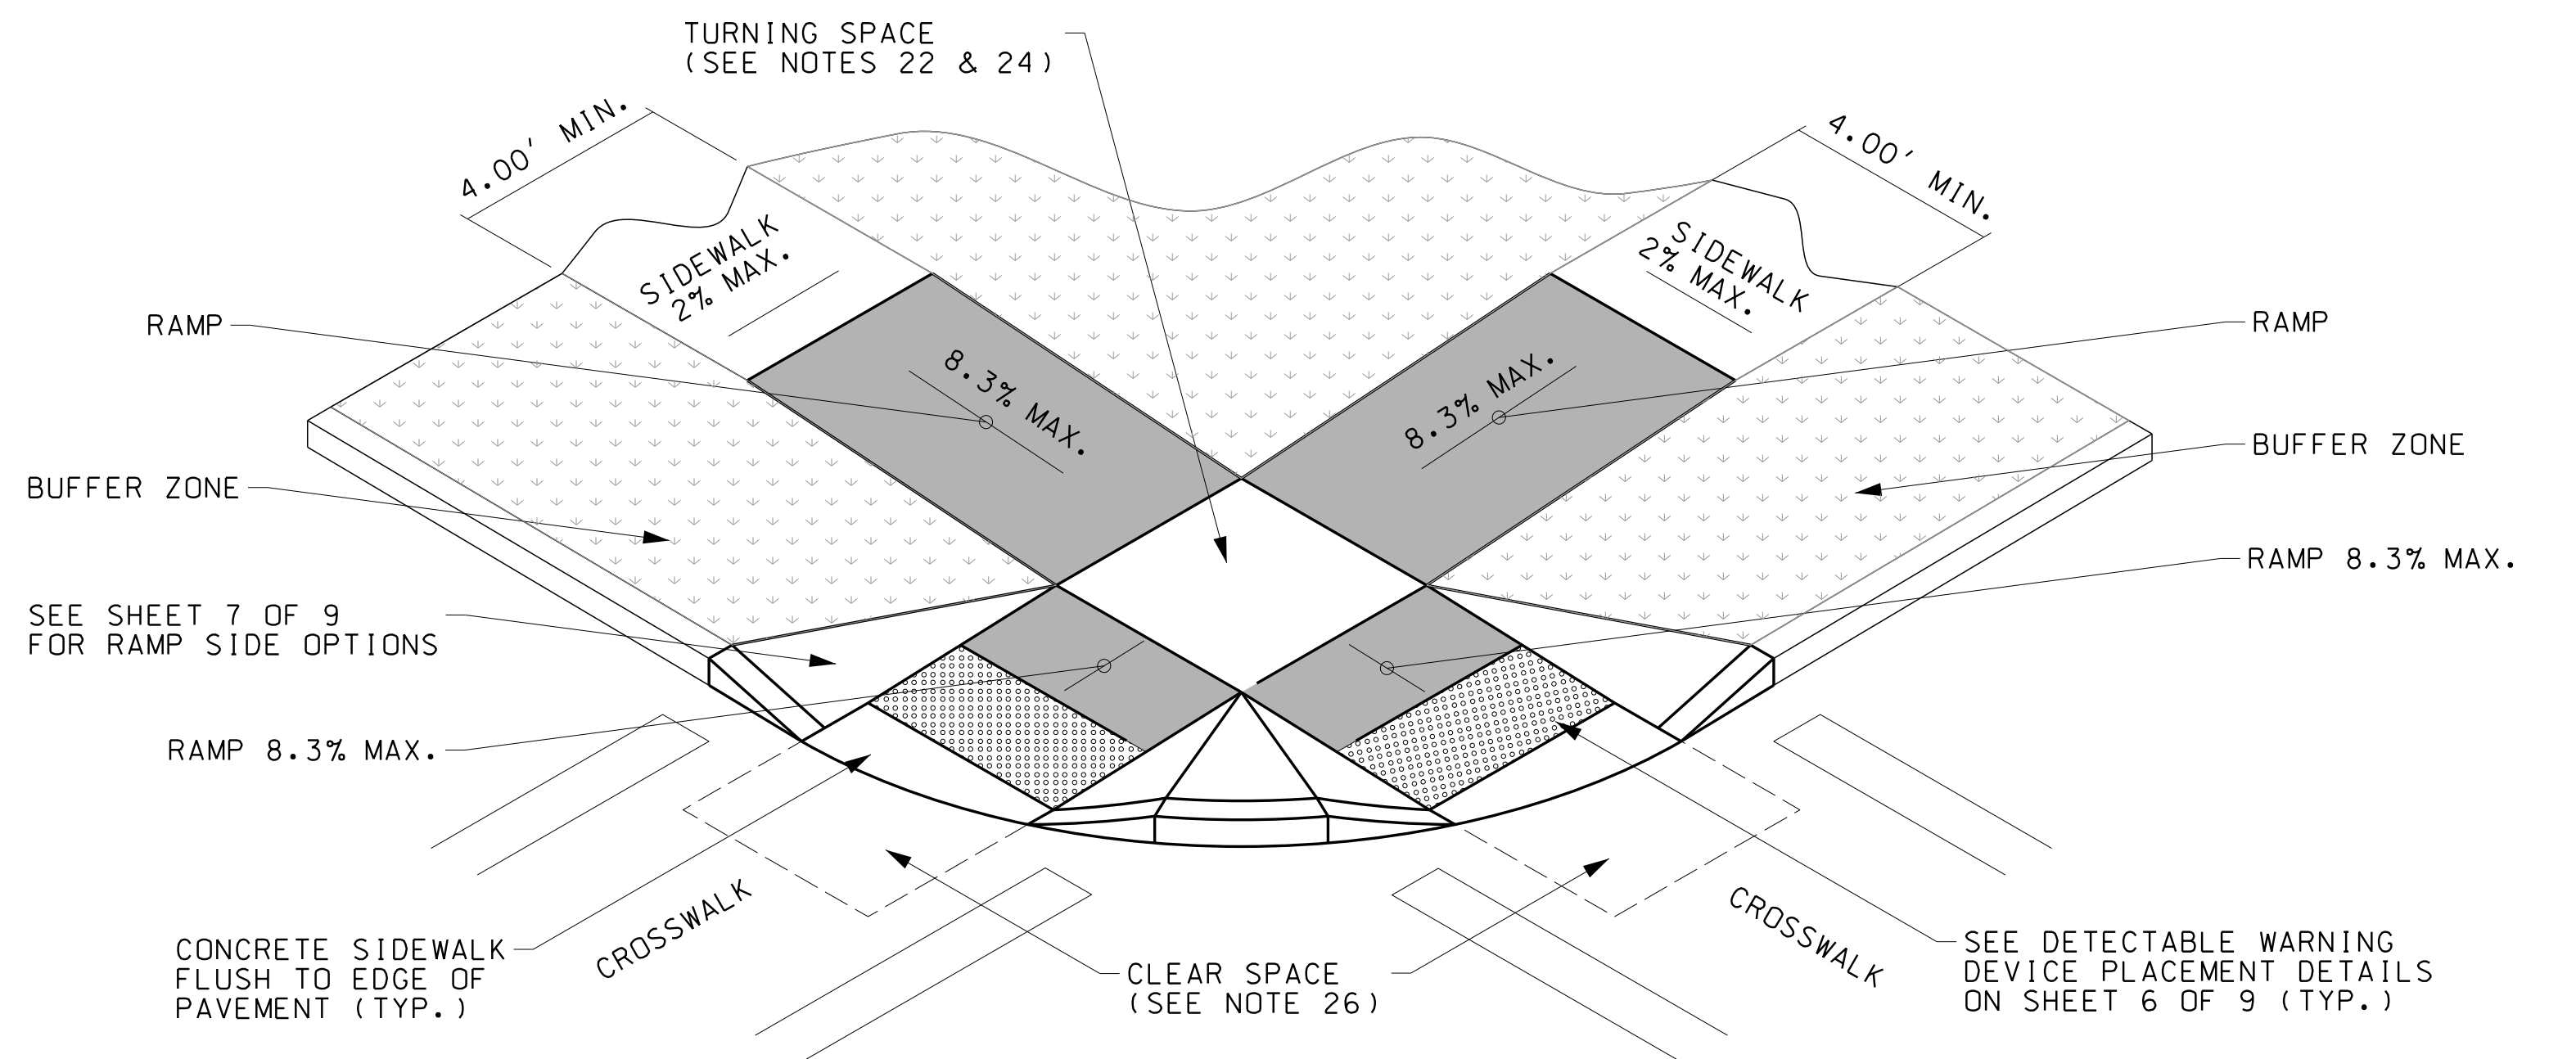 TURNING SPACE
(SEE NOTES 22 & 24)
4.00' MIN.
4.00' MIN.
SIDEWALK
2% MAX.
SIDEWALK
2% MAX.
RAMP
RAMP
8.3% MAX.
8.3% MAX.
BUFFER ZONE
BUFFER ZONE
RAMP 8.3% MAX.
SEE SHEET 7 OF 9
FOR RAMP SIDE OPTIONS
RAMP 8.3% MAX.
CONCRETE SIDEWALK
FLUSH TO EDGE OF
PAVEMENT (TYP.)
CROSSWALK
CLEAR SPACE
(SEE NOTE 26)
CROSSWALK
SEE DETECTABLE WARNING
DEVICE PLACEMENT DETAILS
ON SHEET 6 OF 9 (TYP.)